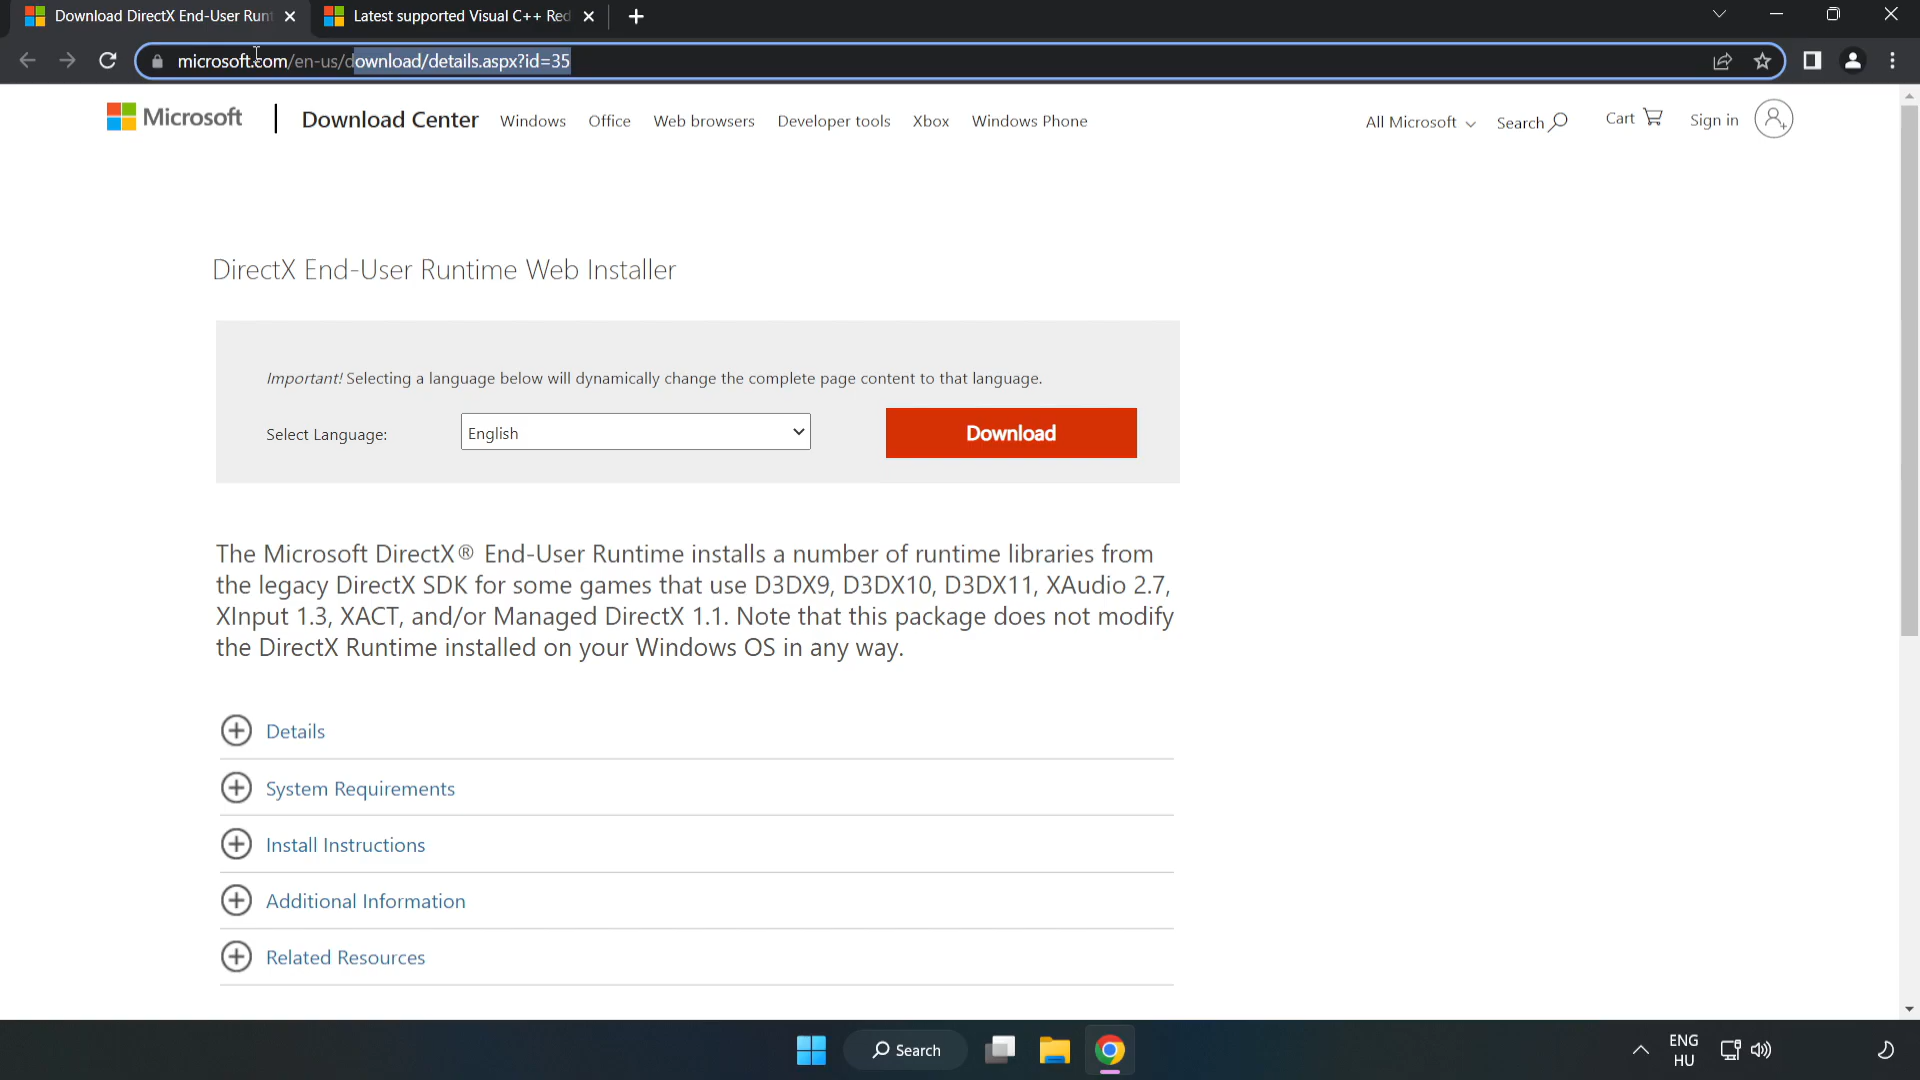 Download DirectX End-User Runt
Latest supported Visual C++ Red
microsoft.com/en-us/download/details.aspx?id=35
Microsoft
Download Center
Windows
Office
Web browsers
Developer tools
Xbox
Windows Phone
All Microsoft
Search
Cart
Sign in
DirectX End-User Runtime Web Installer
Important! Selecting a language below will dynamically change the complete page content to that language.
Select Language:
English
Download
The Microsoft DirectX® End-User Runtime installs a number of runtime libraries from
the legacy DirectX SDK for some games that use D3DX9, D3DX10, D3DX11, XAudio 2.7,
XInput 1.3, XACT, and/or Managed DirectX 1.1. Note that this package does not modify
the DirectX Runtime installed on your Windows OS in any way.
Details
System Requirements
Install Instructions
Additional Information
Related Resources
Search
ENG
HU